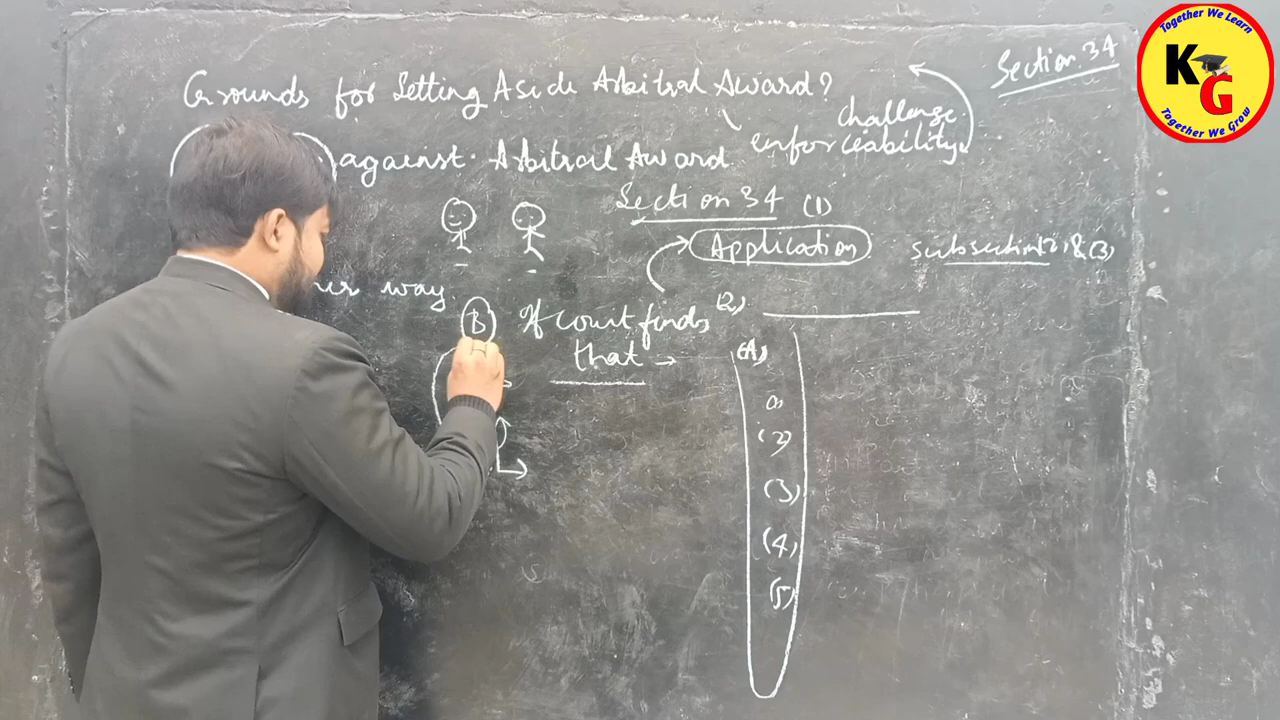 Section 34
Together We Learn
KG
Together We Grow
Grounds for Setting Aside Arbitral Award?
challenge
enforceability
against Arbitral Award
Section 34 (1)
Application
subsection (2) & (3)
way.
(B) If court finds
that →
(2)
(A)
(2)
(3)
(4)
(5)